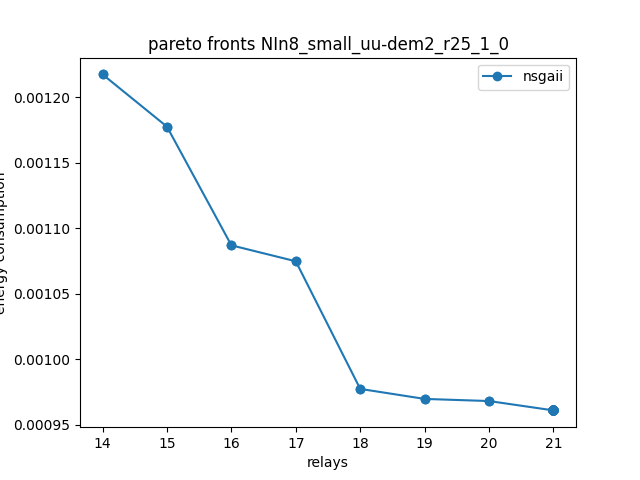 pareto fronts NIn8_small_uu-dem2_r25_1_0
nsgaii
0.00120
0.00115
0.00110
0.00105
0.00100
0.00095
energy consumption
14 15 16 17 18 19 20 21
relays